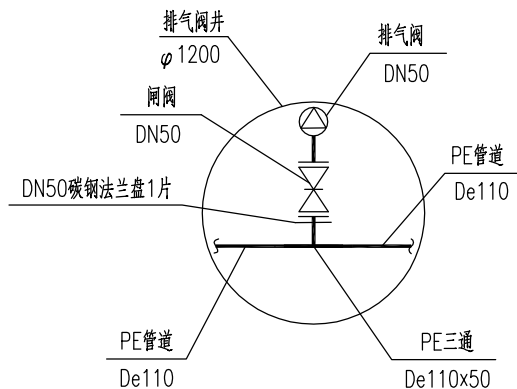 排气阀井
φ1200
排气阀
DN50
闸阀
DN50
PE管道
De110
DN50碳钢法兰盘1片
PE管道
De110
PE三通
De110x50